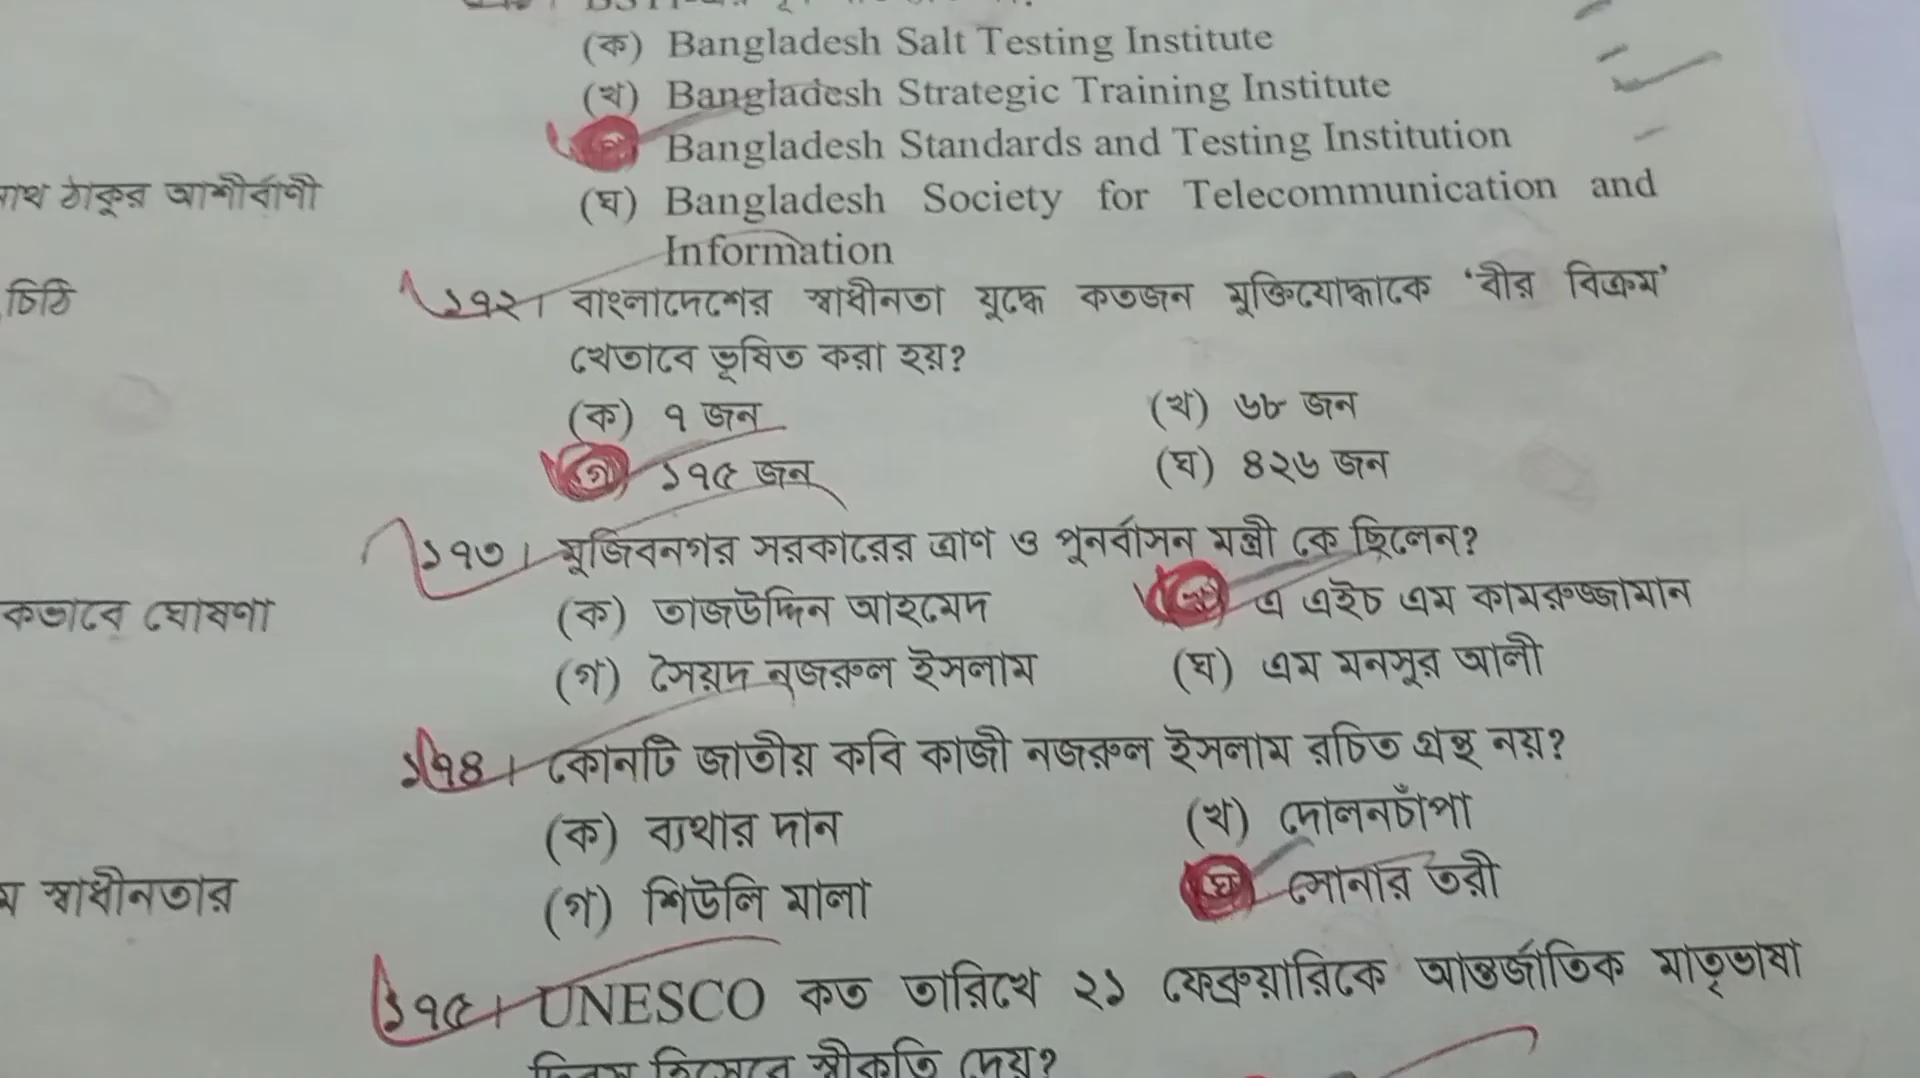 (ক) Bangladesh Salt Testing Institute
(খ) Bangladesh Strategic Training Institute
Bangladesh Standards and Testing Institution
(ঘ) Bangladesh Society for Telecommunication and
Information
১৭২। বাংলাদেশের স্বাধীনতা যুদ্ধে কতজন মুক্তিযোদ্ধাকে ‘বীর বিক্রম’
খেতাবে ভূষিত করা হয়?
(ক) ৭ জন (খ) ৬৮ জন
(গ) ১৭৫ জন (ঘ) ৪২৬ জন
১৭৩। মুজিবনগর সরকারের ত্রাণ ও পুনর্বাসন মন্ত্রী কে ছিলেন?
(ক) তাজউদ্দিন আহমেদ এ এইচ এম কামরুজ্জামান
(গ) সৈয়দ নজরুল ইসলাম (ঘ) এম মনসুর আলী
১৭৪। কোনটি জাতীয় কবি কাজী নজরুল ইসলাম রচিত গ্রন্থ নয়?
(ক) ব্যথার দান (খ) দোলনচাঁপা
(গ) শিউলি মালা (ঘ) সোনার তরী
১৭৫। UNESCO কত তারিখে ২১ ফেব্রুয়ারিকে আন্তর্জাতিক মাতৃভাষা
দিবস হিসেবে স্বীকৃতি দেয়?
ঠাকুর আশীর্বাণী
চিঠি
ঘোষণা
স্বাধীনতার